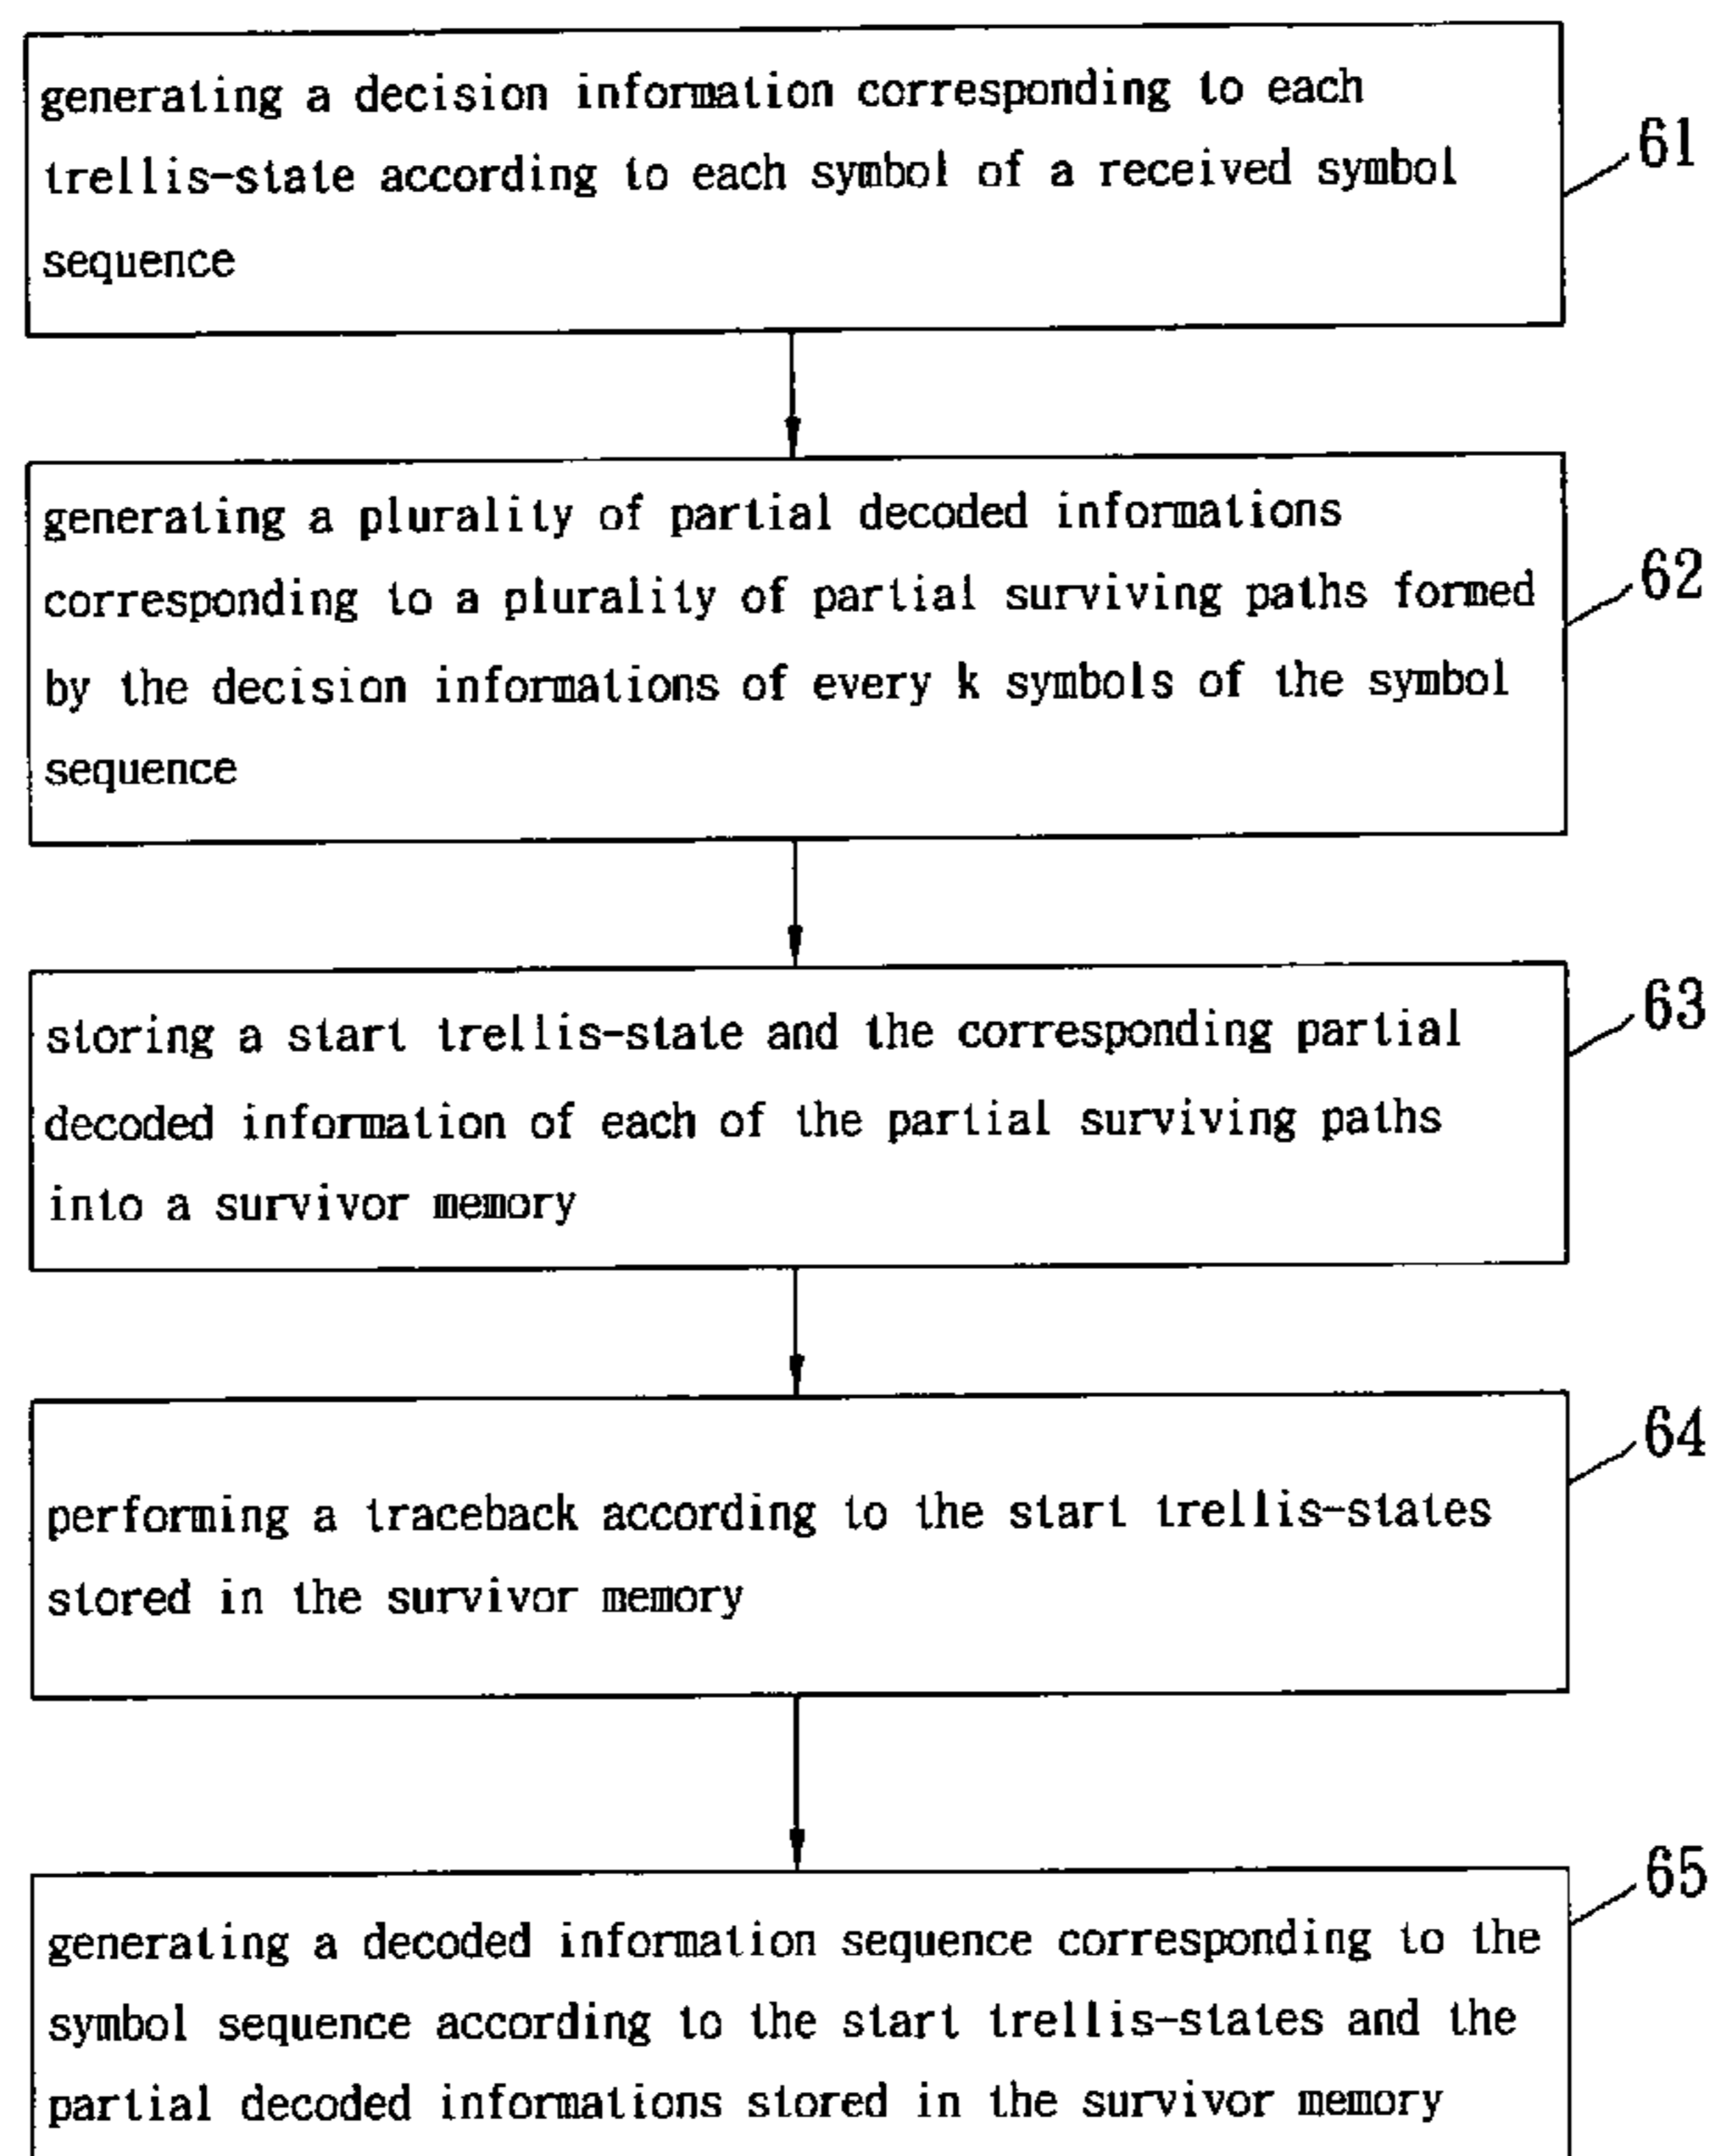 generating a decision information corresponding to each
trellis-state according to each symbol of a received symbol
sequence
61
generating a plurality of partial decoded informations
corresponding to a plurality of partial surviving paths formed
by the decision informations of every k symbols of the symbol
sequence
62
storing a start trellis-state and the corresponding partial
decoded information of each of the partial surviving paths
into a survivor memory
63
performing a traceback according to the start trellis-states
stored in the survivor memory
64
generating a decoded information sequence corresponding to the
symbol sequence according to the start trellis-states and the
partial decoded informations stored in the survivor memory
65